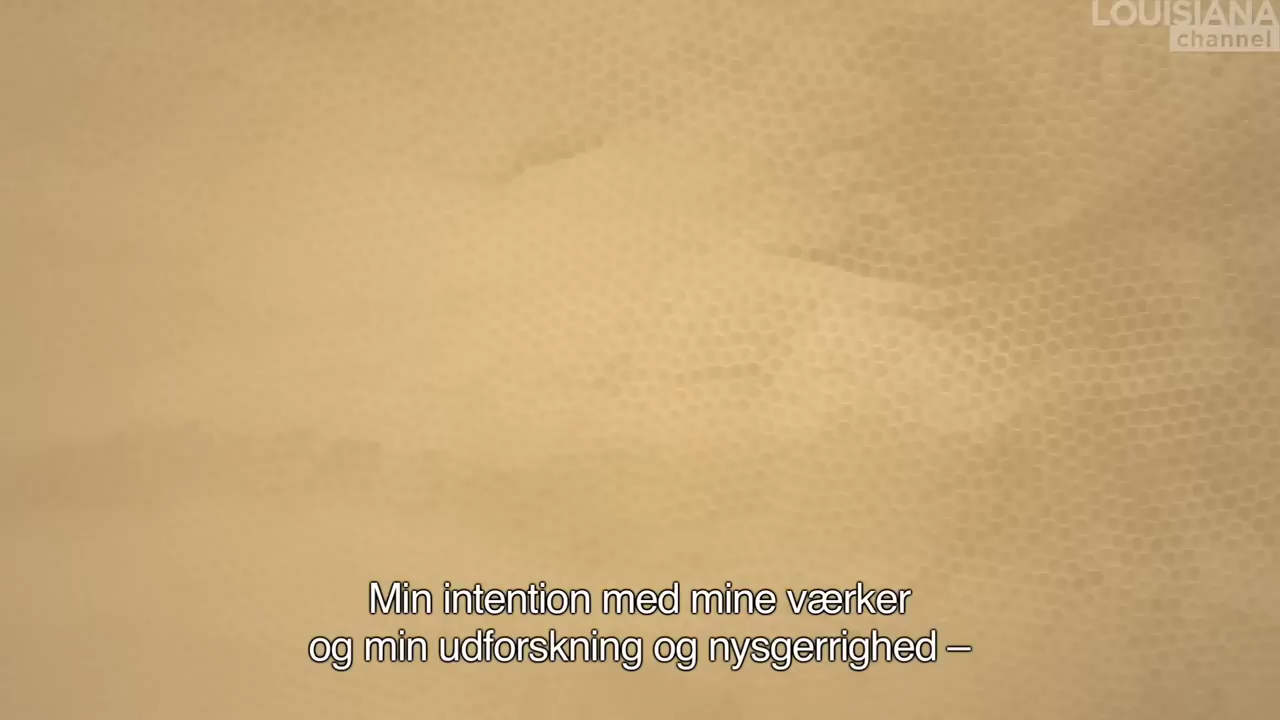 LOUISIANA
channel
Min intention med mine værker
og min udforskning og nysgerrighed –